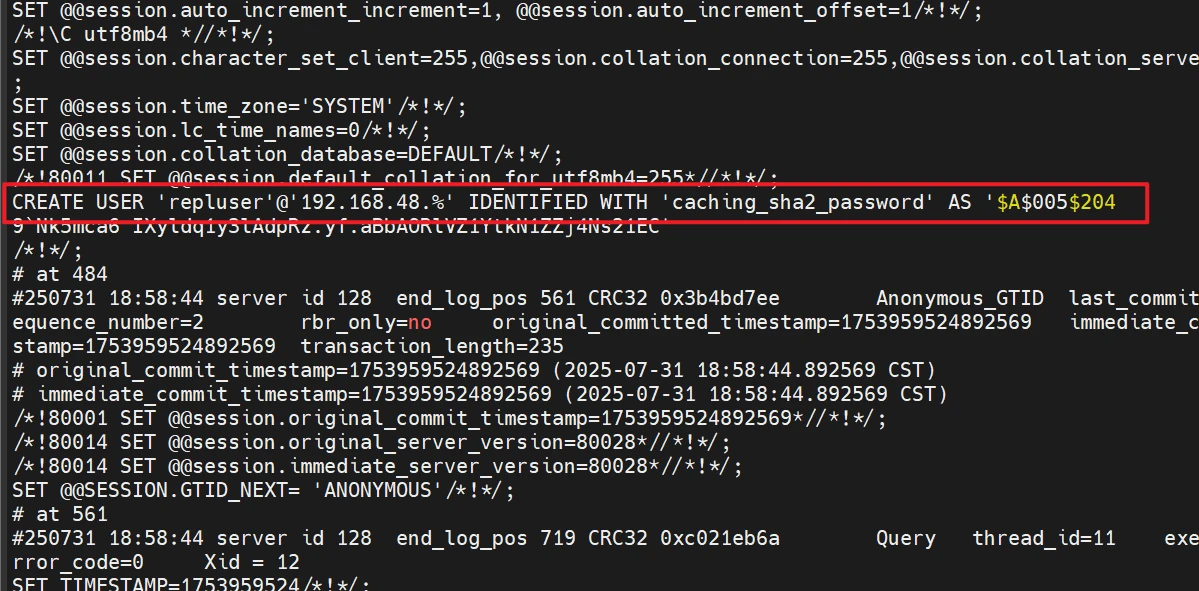 SET @@session.auto_increment_increment=1, @@session.auto_increment_offset=1/*!*/;
/*!\C utf8mb4 *//*!*/;
SET @@session.character_set_client=255,@@session.collation_connection=255,@@session.collation_serve
;
SET @@session.time_zone='SYSTEM'/*!*/;
SET @@session.lc_time_names=0/*!*/;
SET @@session.collation_database=DEFAULT/*!*/;
/*!80011 SET @@session.default_collation_for_utf8mb4=255*//*!*/;
CREATE USER 'repluser'@'192.168.48.%' IDENTIFIED WITH 'caching_sha2_password' AS '$A$005$204
/*!*/;
# at 484
#250731 18:58:44 server id 128 end_log_pos 561 CRC32 0x3b4bd7ee Anonymous_GTID last_commit
equence_number=2 rbr_only=no original_committed_timestamp=1753959524892569 immediate_c
stamp=1753959524892569 transaction_length=235
# original_commit_timestamp=1753959524892569 (2025-07-31 18:58:44.892569 CST)
# immediate_commit_timestamp=1753959524892569 (2025-07-31 18:58:44.892569 CST)
/*!80001 SET @@session.original_commit_timestamp=1753959524892569*//*!*/;
/*!80014 SET @@session.original_server_version=80028*//*!*/;
/*!80014 SET @@session.immediate_server_version=80028*//*!*/;
SET @@SESSION.GTID_NEXT= 'ANONYMOUS'/*!*/;
# at 561
#250731 18:58:44 server id 128 end_log_pos 719 CRC32 0xc021eb6a Query thread_id=11 exe
rror_code=0 Xid = 12
SET TIMESTAMP=1753959524/*!*/;